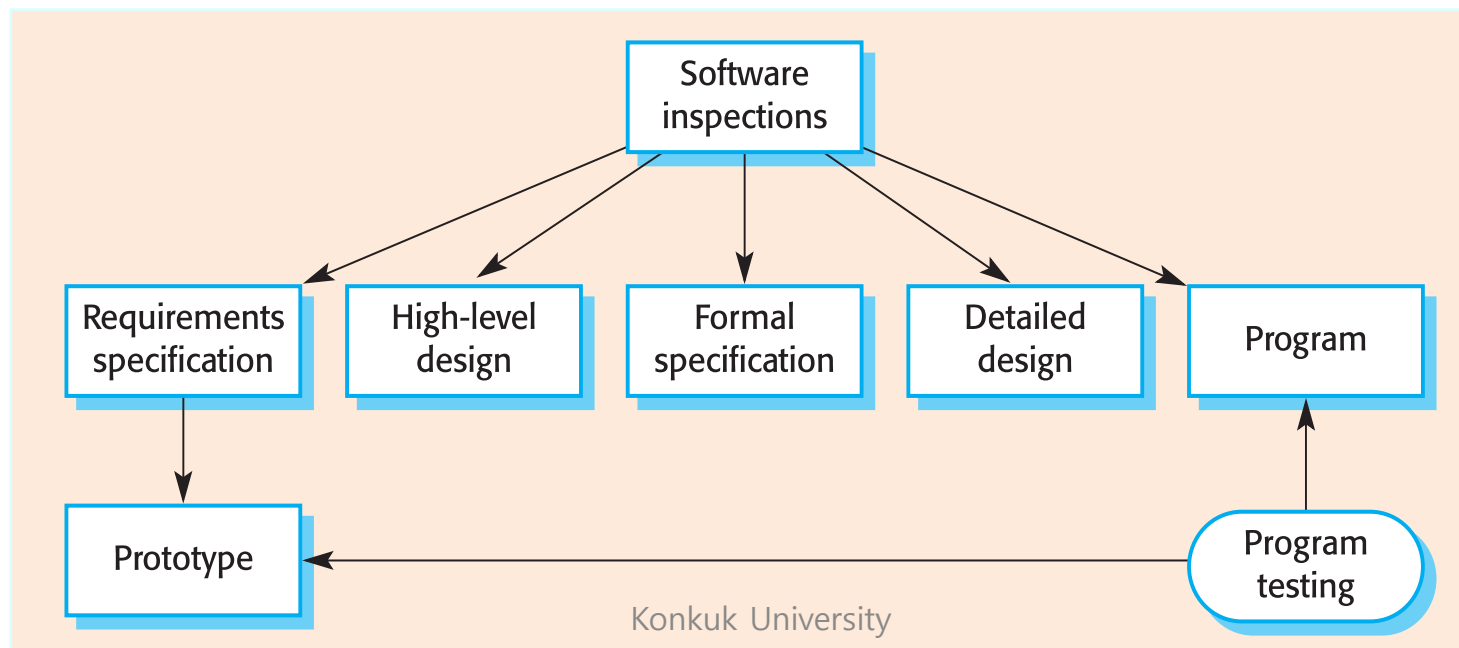 Software
inspections
Requirements
specification
High-level
design
Formal
specification
Detailed
design
Program
Prototype
Program
testing
Konkuk University